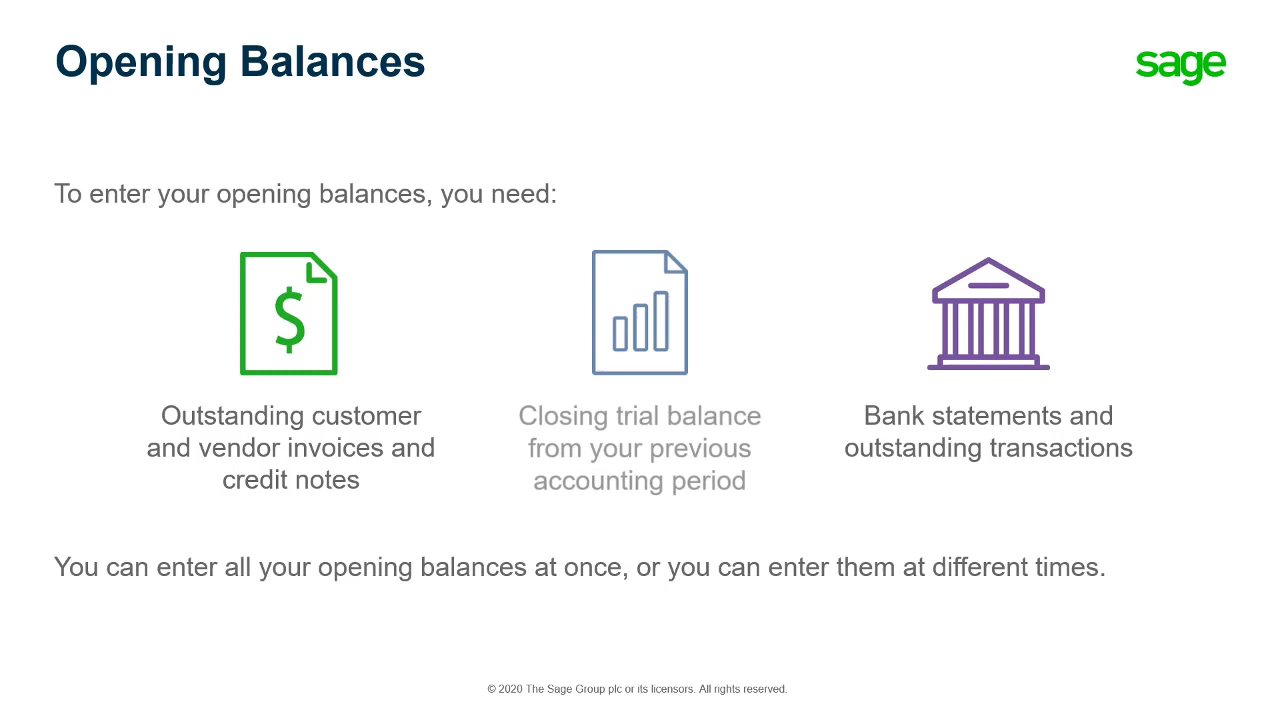 Opening Balances
sage
To enter your opening balances, you need:
$
Outstanding customer
and vendor invoices and
credit notes
Closing trial balance
from your previous
accounting period
Bank statements and
outstanding transactions
You can enter all your opening balances at once, or you can enter them at different times.
© 2020 The Sage Group plc or its licensors. All rights reserved.